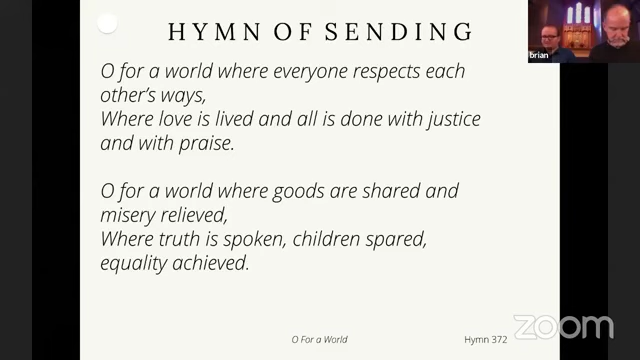 HYMN OF SENDING
O for a world where everyone respects each
other's ways,
Where love is lived and all is done with justice
and with praise.
O for a world where goods are shared and
misery relieved,
Where truth is spoken, children spared,
equality achieved.
O For a World
Hymn 372
brian
zoom